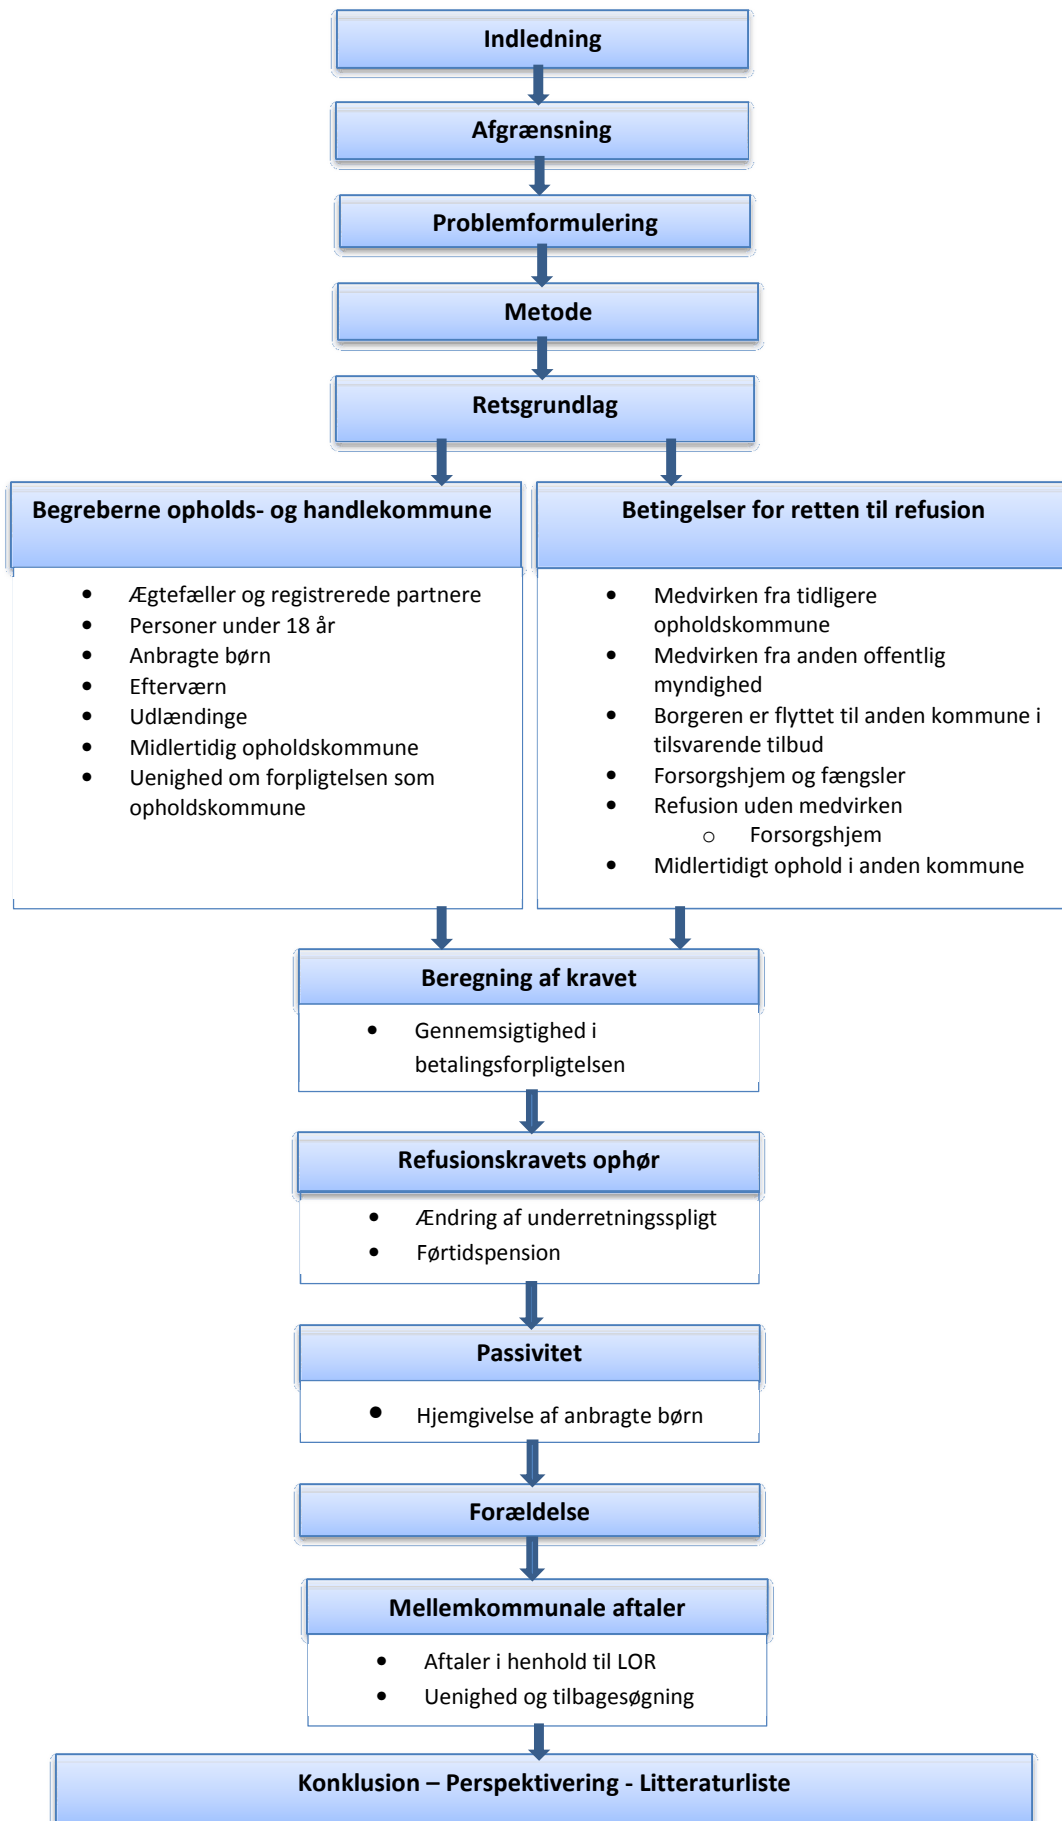 Indledning
Afgrænsning
Problemformulering
Metode
Retsgrundlag
Begreberne opholds- og handlekommune
• Ægtefæller og registrerede partnere
• Personer under 18 år
• Anbragte børn
• Efterværn
• Udlændinge
• Midlertidig opholdskommune
• Uenighed om forpligtelsen som
opholdskommune
Betingelser for retten til refusion
• Medvirken fra tidligere
opholdskommune
• Medvirken fra anden offentlig
myndighed
• Borgeren er flyttet til anden kommune i
tilsvarende tilbud
• Forsorgshjem og fængsler
• Refusion uden medvirken
o Forsorgshjem
• Midlertidigt ophold i anden kommune
Beregning af kravet
• Gennemsigtighed i
betalingsforpligtelsen
Refusionskravets ophør
• Ændring af underretningsspligt
• Førtidspension
Passivitet
• Hjemgivelse af anbragte børn
Forældelse
Mellemkommunale aftaler
• Aftaler i henhold til LOR
• Uenighed og tilbagesøgning
Konklusion – Perspektivering - Litteraturliste